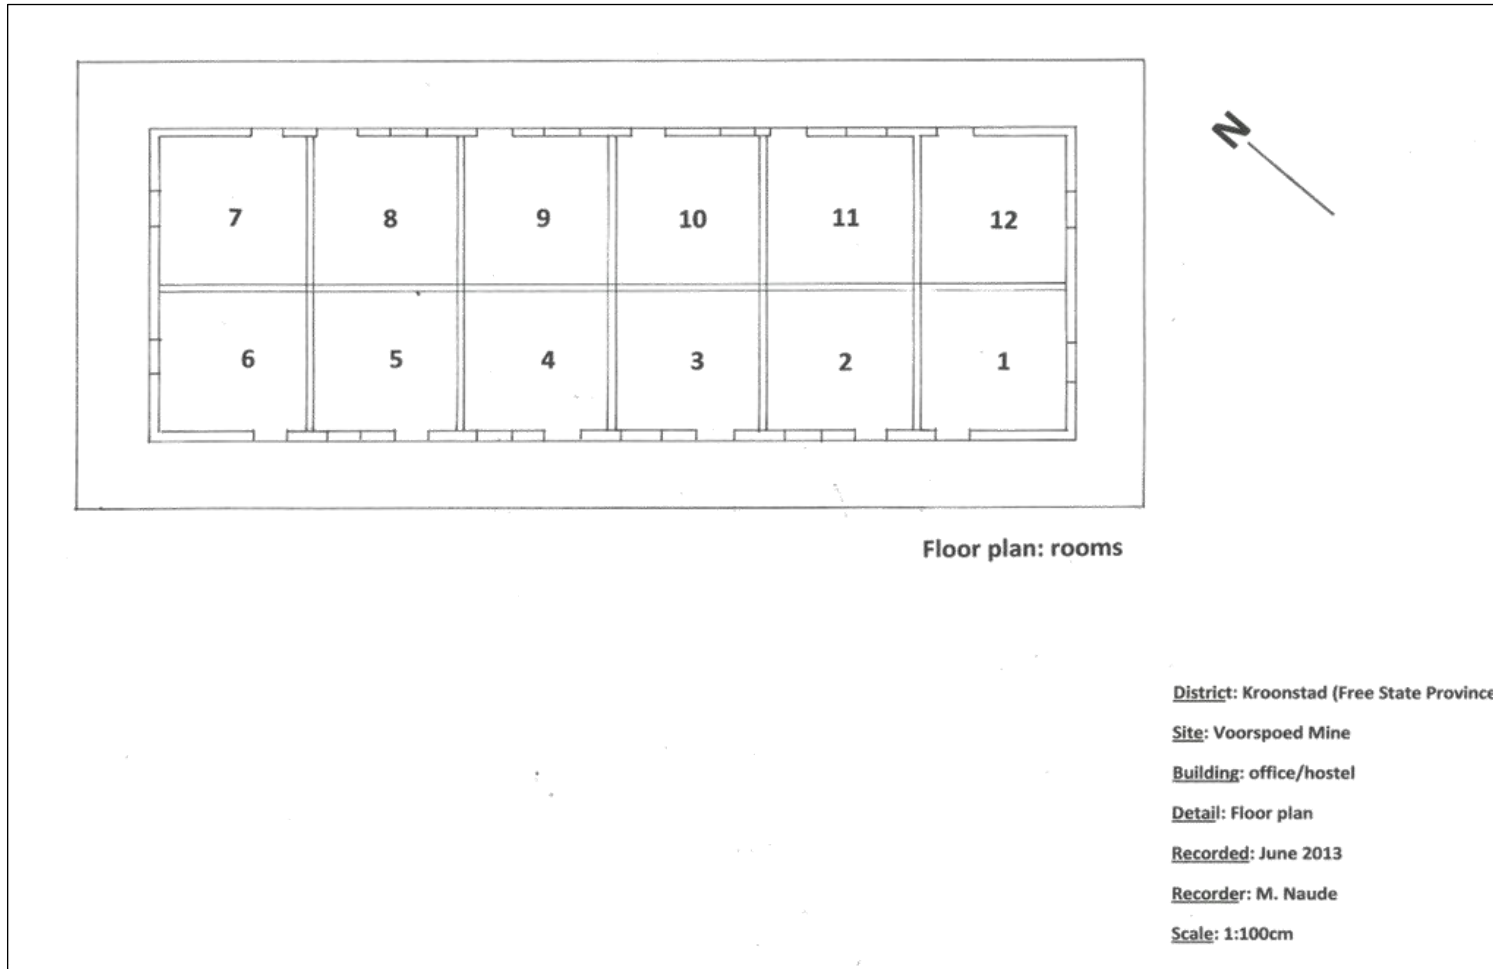 7 8 9 10 11 12
6 5 4 3 2 1
N
Floor plan: rooms
District: Kroonstad (Free State Province
Site: Voorspoed Mine
Building: office/hostel
Detail: Floor plan
Recorded: June 2013
Recorder: M. Naude
Scale: 1:100cm